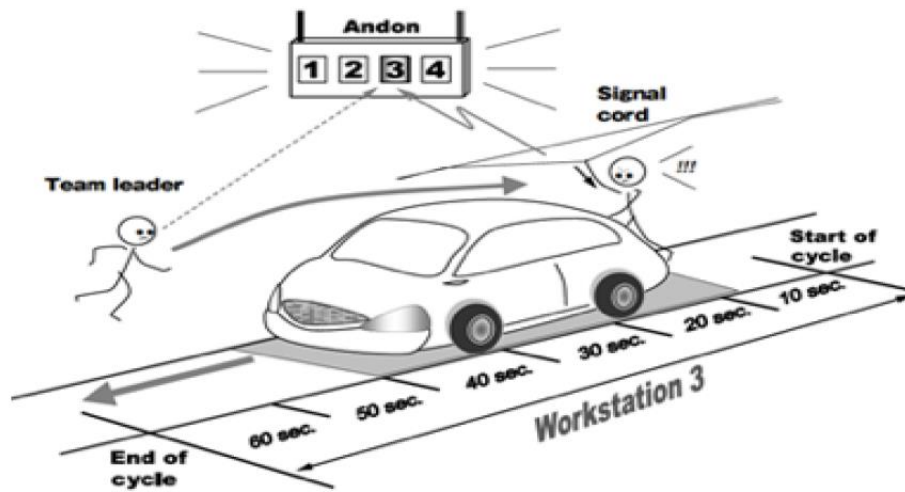 Andon
1 2 3 4
Signal
cord
!!!
Team leader
Start of
cycle
10 sec.
20 sec.
30 sec.
40 sec.
50 sec.
60 sec.
Workstation 3
End of
cycle